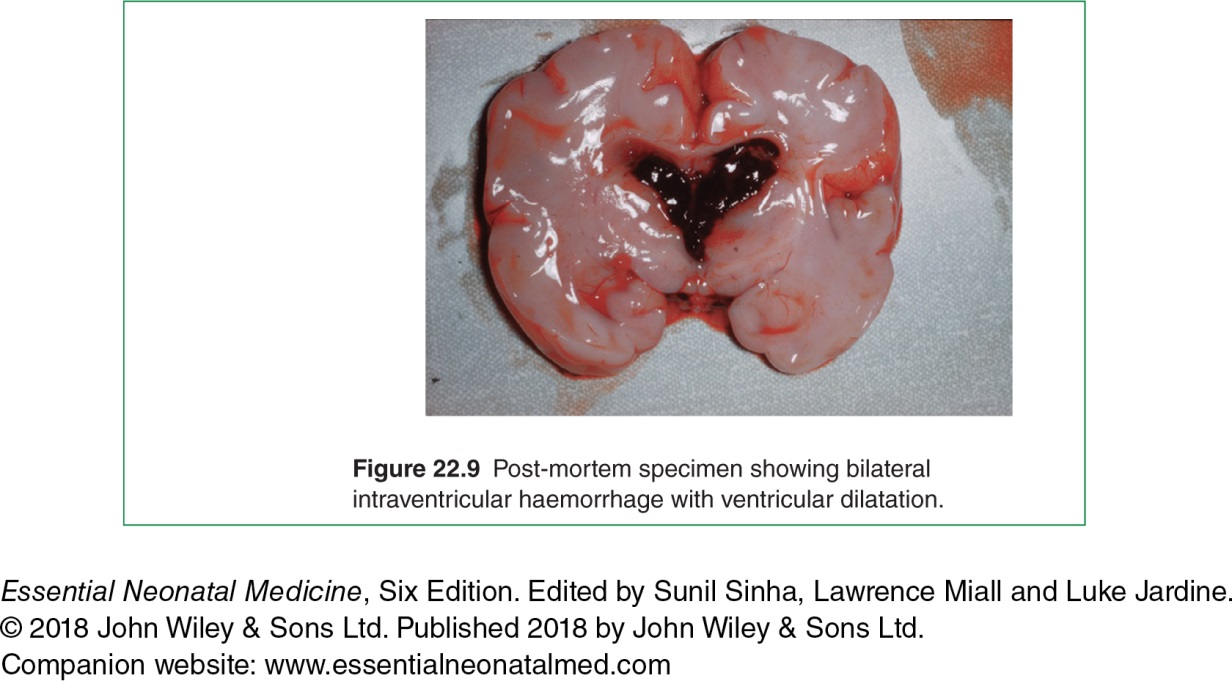 Figure 22.9 Post-mortem specimen showing bilateral
intraventricular haemorrhage with ventricular dilatation.
Essential Neonatal Medicine, Six Edition. Edited by Sunil Sinha, Lawrence Miall and Luke Jardine.
© 2018 John Wiley & Sons Ltd. Published 2018 by John Wiley & Sons Ltd.
Companion website: www.essentialneonatalmed.com